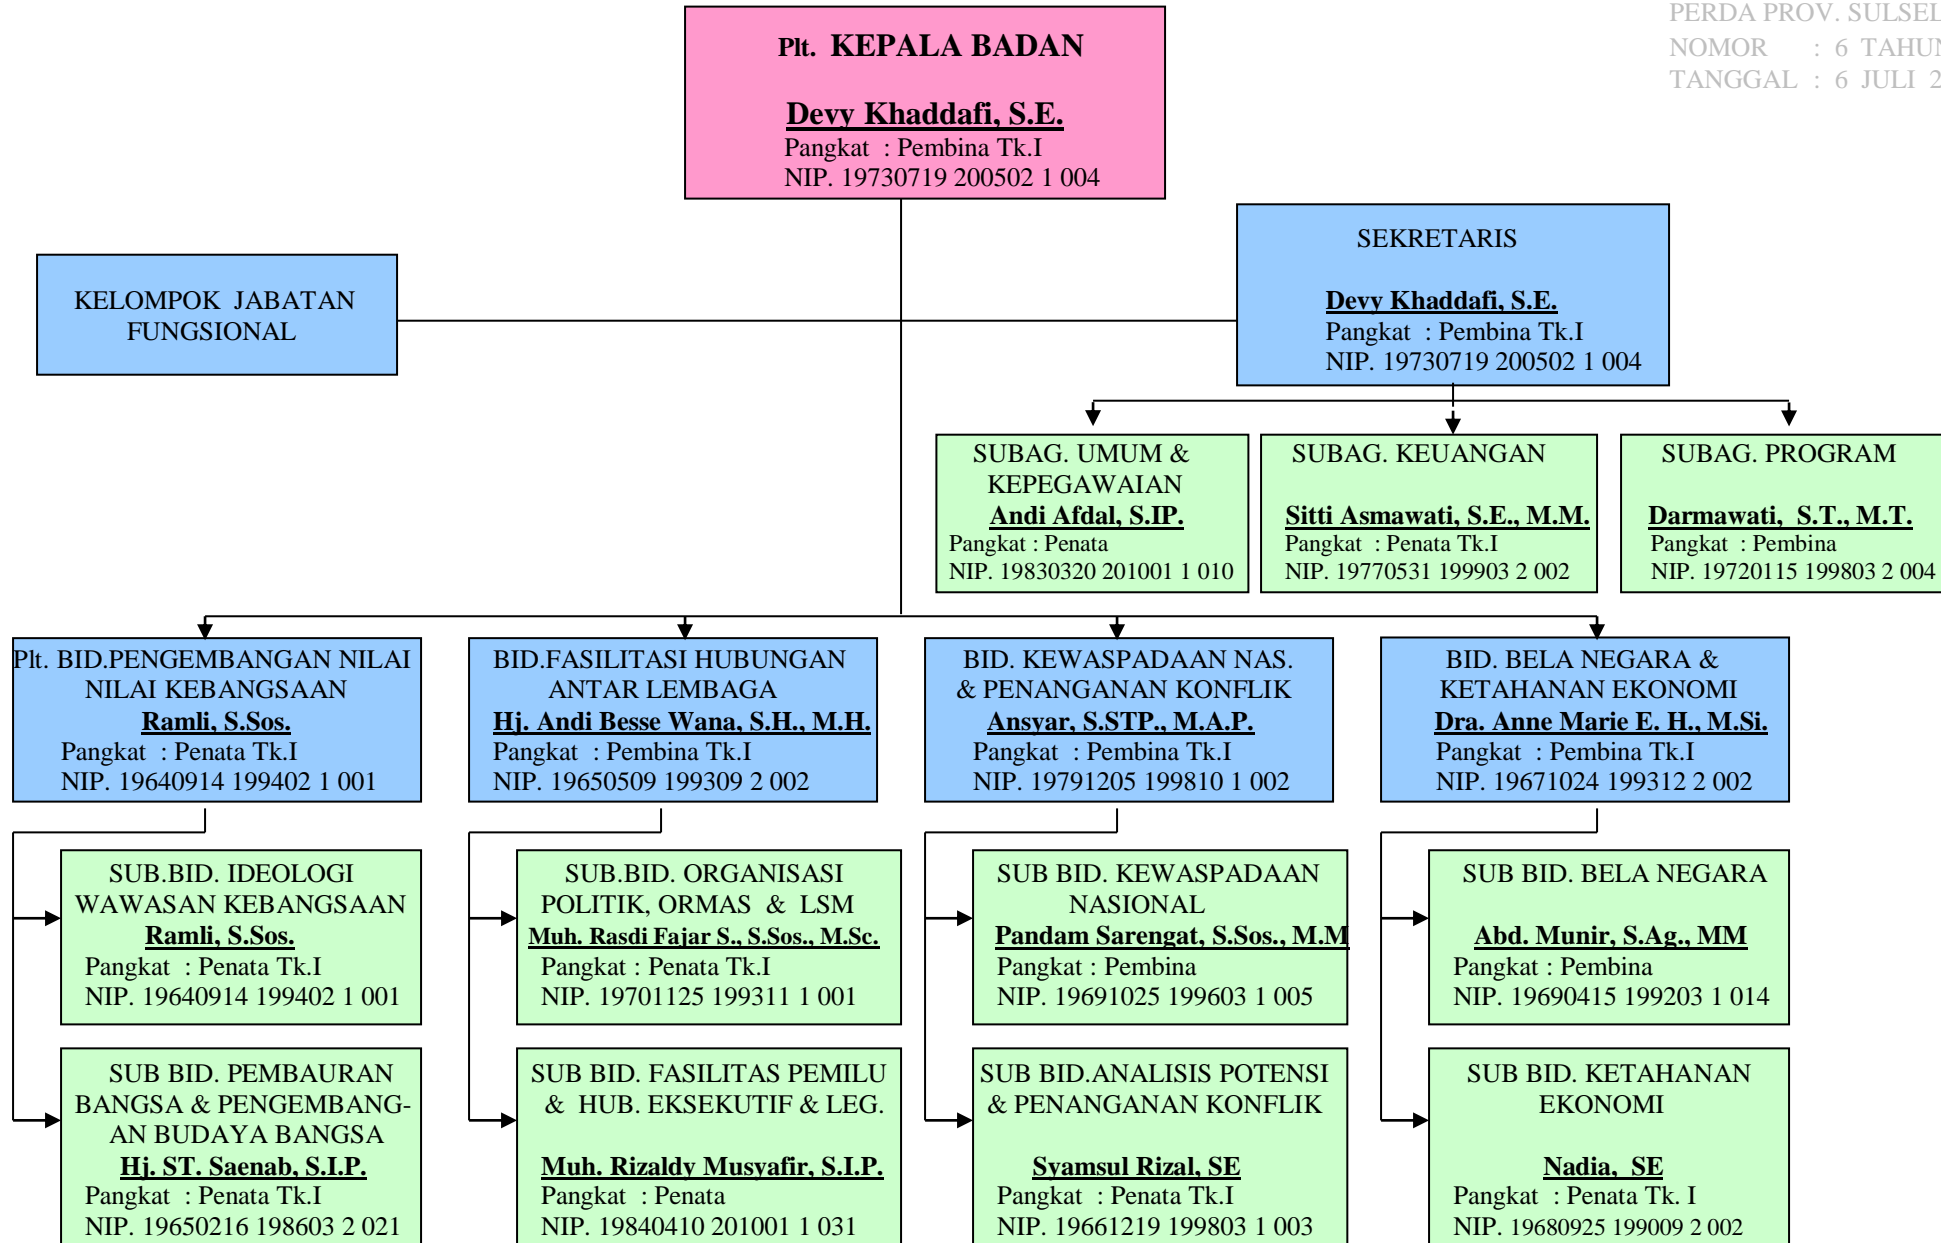 PERDA PROV. SULSEL
NOMOR : 6 TAHUN
TANGGAL : 6 JULI 2
Plt. KEPALA BADAN
Devy Khaddafi, S.E.
Pangkat : Pembina Tk.I
NIP. 19730719 200502 1 004
KELOMPOK JABATAN
FUNGSIONAL
SEKRETARIS
Devy Khaddafi, S.E.
Pangkat : Pembina Tk.I
NIP. 19730719 200502 1 004
SUBAG. UMUM &
KEPEGAWAIAN
Andi Afdal, S.IP.
Pangkat : Penata
NIP. 19830320 201001 1 010
SUBAG. KEUANGAN
Sitti Asmawati, S.E., M.M.
Pangkat : Penata Tk.I
NIP. 19770531 199903 2 002
SUBAG. PROGRAM
Darmawati, S.T., M.T.
Pangkat : Pembina
NIP. 19720115 199803 2 004
Plt. BID.PENGEMBANGAN NILAI
NILAI KEBANGSAAN
Ramli, S.Sos.
Pangkat : Penata Tk.I
NIP. 19640914 199402 1 001
BID.FASILITASI HUBUNGAN
ANTAR LEMBAGA
Hj. Andi Besse Wana, S.H., M.H.
Pangkat : Pembina Tk.I
NIP. 19650509 199309 2 002
BID. KEWASPADAAN NAS.
& PENANGANAN KONFLIK
Ansyar, S.STP., M.A.P.
Pangkat : Pembina Tk.I
NIP. 19791205 199810 1 002
BID. BELA NEGARA &
KETAHANAN EKONOMI
Dra. Anne Marie E. H., M.Si.
Pangkat : Pembina Tk.I
NIP. 19671024 199312 2 002
SUB.BID. IDEOLOGI
WAWASAN KEBANGSAAN
Ramli, S.Sos.
Pangkat : Penata Tk.I
NIP. 19640914 199402 1 001
SUB.BID. ORGANISASI
POLITIK, ORMAS & LSM
Muh. Rasdi Fajar S., S.Sos., M.Sc.
Pangkat : Penata Tk.I
NIP. 19701125 199311 1 001
SUB BID. KEWASPADAAN
NASIONAL
Pandam Sarengat, S.Sos., M.M
Pangkat : Pembina
NIP. 19691025 199603 1 005
SUB BID. BELA NEGARA
Abd. Munir, S.Ag., MM
Pangkat : Pembina
NIP. 19690415 199203 1 014
SUB BID. PEMBAURAN
BANGSA & PENGEMBANG-
AN BUDAYA BANGSA
Hj. ST. Saenab, S.I.P.
Pangkat : Penata Tk.I
NIP. 19650216 198603 2 021
SUB BID. FASILITAS PEMILU
& HUB. EKSEKUTIF & LEG.
Muh. Rizaldy Musyafir, S.I.P.
Pangkat : Penata
NIP. 19840410 201001 1 031
SUB BID.ANALISIS POTENSI
& PENANGANAN KONFLIK
Syamsul Rizal, SE
Pangkat : Penata Tk.I
NIP. 19661219 199803 1 003
SUB BID. KETAHANAN
EKONOMI
Nadia, SE
Pangkat : Penata Tk. I
NIP. 19680925 199009 2 002